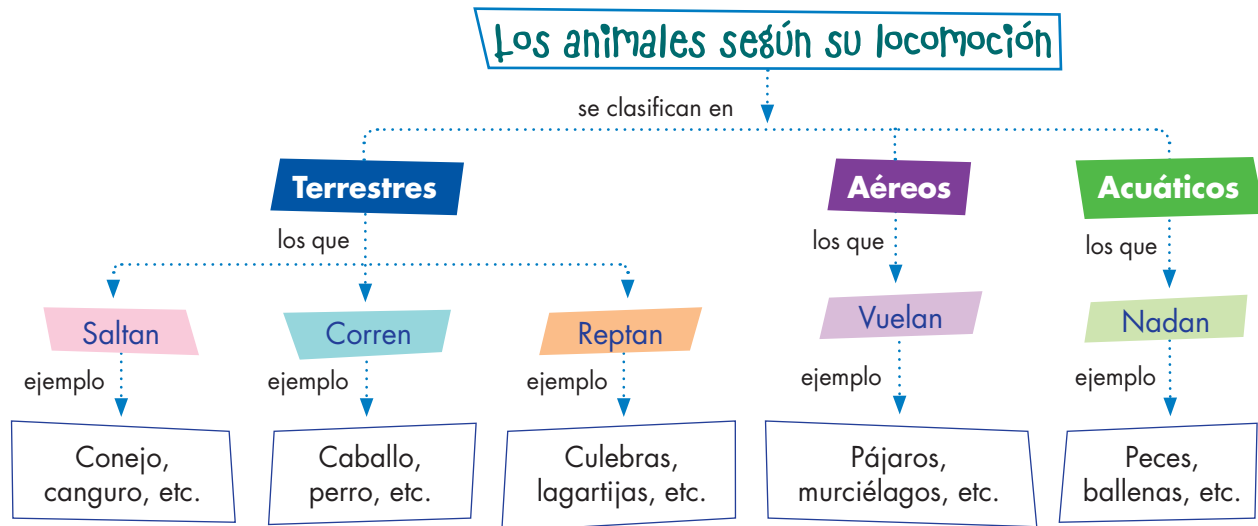 Los animales según su locomoción
se clasifican en
Terrestres
Aéreos
Acuáticos
los que
los que
los que
Saltan
Corren
Reptan
Vuelan
Nadan
ejemplo
ejemplo
ejemplo
ejemplo
ejemplo
Conejo,
canguro, etc.
Caballo,
perro, etc.
Culebras,
lagartijas, etc.
Pájaros,
murciélagos, etc.
Peces,
ballenas, etc.